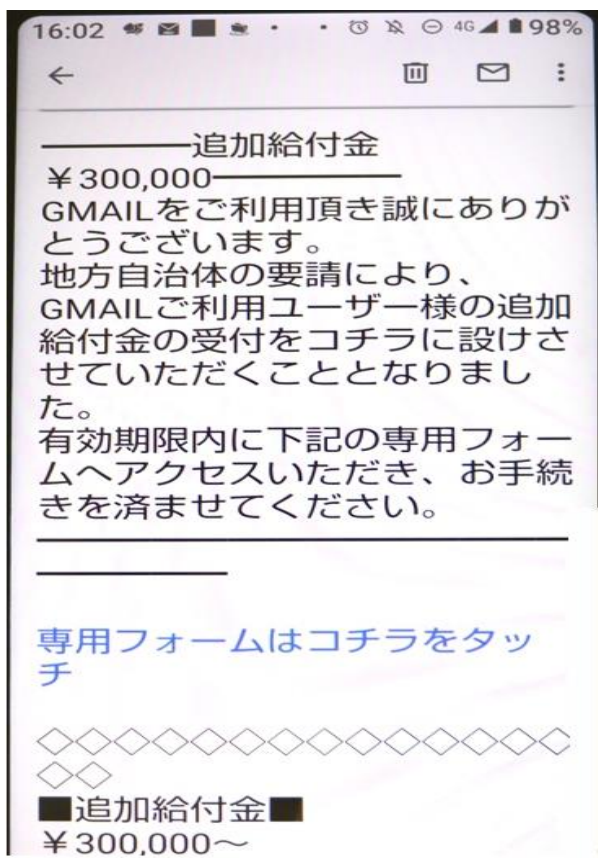 16:02 4G 98%
————追加給付金
￥300,000—————
GMAILをご利用頂き誠にありが
とうございます。
地方自治体の要請により、
GMAILご利用ユーザー様の追加
給付金の受付をコチラに設けさ
せていただくこととなりまし
た。
有効期限内に下記の専用フォー
ムへアクセスいただき、お手続
きを済ませてください。
専用フォームはコチラをタッ
チ
◇◇◇◇◇◇◇◇◇◇◇◇◇◇
◇◇
■追加給付金■
￥300,000～